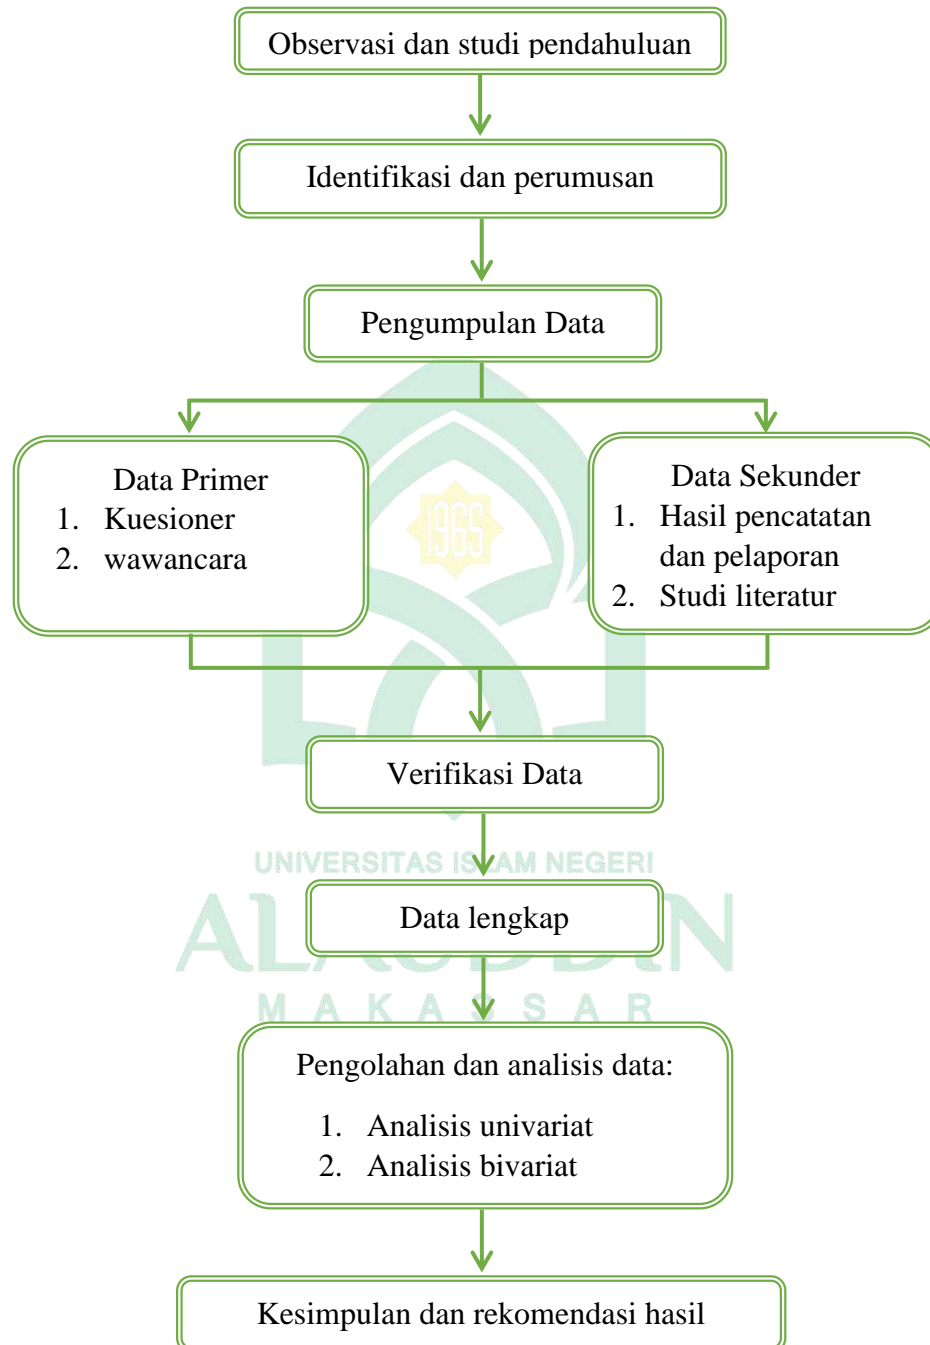 Observasi dan studi pendahuluan
Identifikasi dan perumusan
Pengumpulan Data
Data Primer
1. Kuesioner
2. wawancara
Data Sekunder
1. Hasil pencatatan
dan pelaporan
2. Studi literatur
1965
Verifikasi Data
UNIVERSITAS ISLAM NEGERI
Data lengkap
ALAUDDIN
MAKASSAR
Pengolahan dan analisis data:
1. Analisis univariat
2. Analisis bivariat
Kesimpulan dan rekomendasi hasil